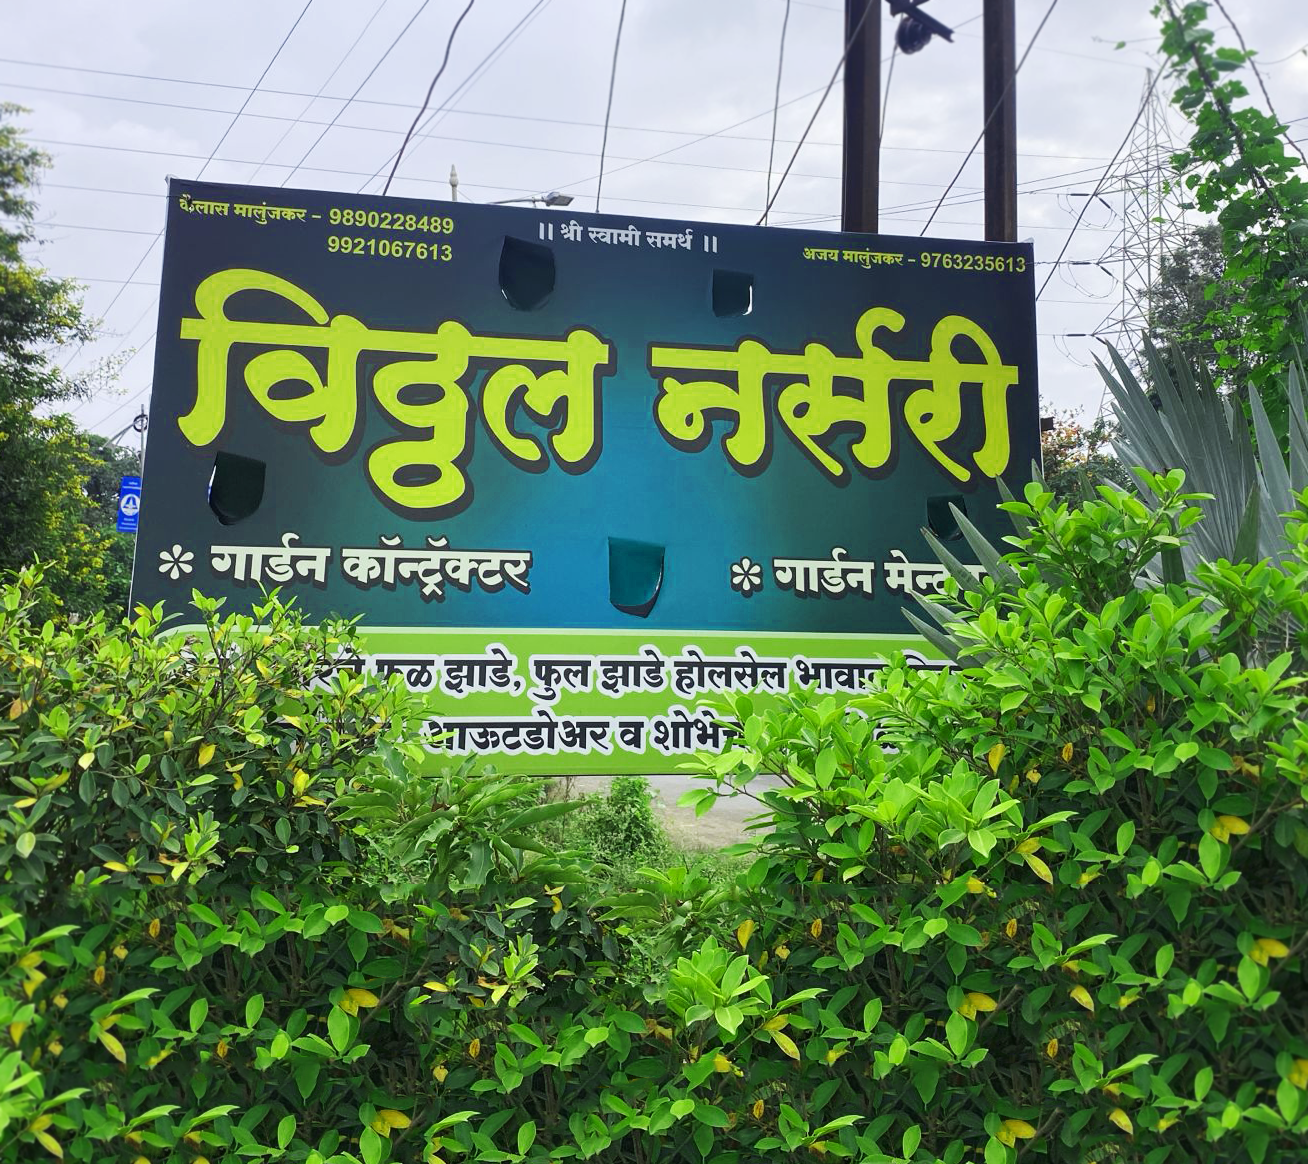 कैलास मालुंजकर - 9890228489
9921067613
|| श्री स्वामी समर्थ ||
अजय मालुंजकर - 9763235613
विठ्ठल नर्सरी
* गार्डन कॉन्ट्रॅक्टर
* गार्डन
फळ झाडे, फुल झाडे होलसेल
आऊटडोअर व